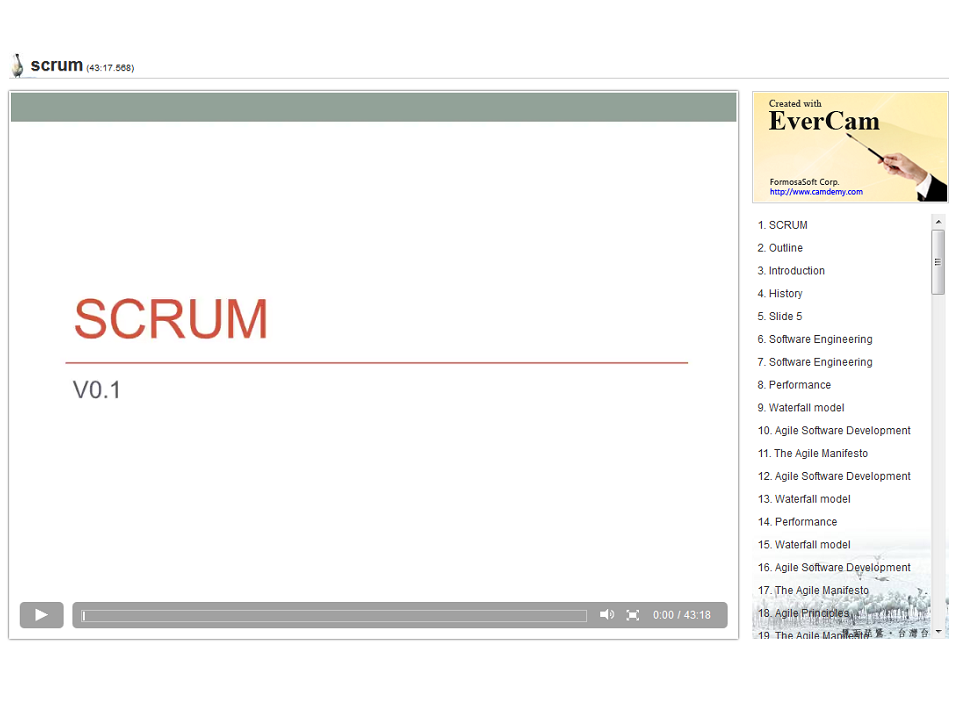 scrum (43:17.568)
SCRUM
V0.1
0:00 / 43:18
Created with
EverCam
FormosaSoft Corp.
http://www.camdemy.com
1. SCRUM
2. Outline
3. Introduction
4. History
5. Slide 5
6. Software Engineering
7. Software Engineering
8. Performance
9. Waterfall model
10. Agile Software Development
11. The Agile Manifesto
12. Agile Software Development
13. Waterfall model
14. Performance
15. Waterfall model
16. Agile Software Development
17. The Agile Manifesto
18. Agile Principles
19. The Agile Manifesto